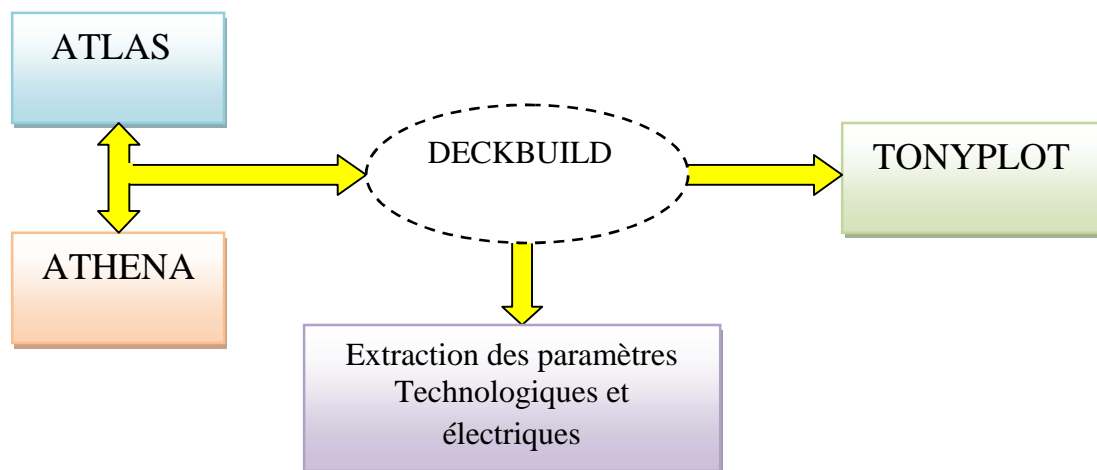 ATLAS
DECKBUILD
TONYPLOT
ATHENA
Extraction des paramètres
Technologiques et
électriques